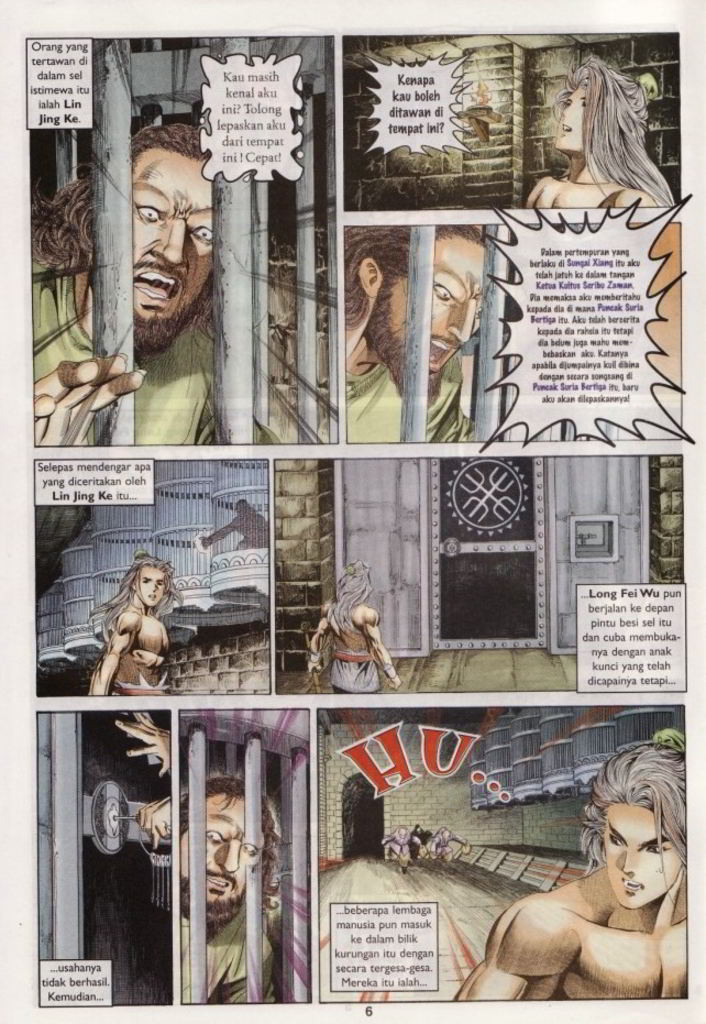 Orang yang
tertawan di
dalam sel
istimewa itu
ialah Lin
Jing Ke.
Kau masih
kenal aku
ini? Tolong
lepaskan aku
dari tempat
ini! Cepat!
Kenapa
kau boleh
ditawan di
tempat ini?
Dalam pertempuran yang
berlaku di Sungai Xiang itu aku
telah jatuh ke dalam tangan
Ketua Kultus Seribu Zaman.
Dia memaksa aku memberitahu
kepada dia di mana Puncak Suria
Bertiga itu. Aku telah berserita
kepada dia rahsia itu tetapi
dia belum juga mahu mem-
bebaskan aku. Katanya
apabila dijumpainya kuil dibina
dengan secara songsang di
Puncak Suria Bertiga itu, baru
aku akan dilepaskannya!
Selepas mendengar apa
yang diceritakan oleh
Lin Jing Ke itu...
...Long Fei Wu pun
berjalan ke depan
pintu besi sel itu
dan cuba membuka-
nya dengan anak
kunci yang telah
dicapainya tetapi...
...usahanya
tidak berhasil.
Kemudian...
HU...
...beberapa lembaga
manusia pun masuk
ke dalam bilik
kurungan itu dengan
secara tergesa-gesa.
Mereka itu ialah...
6